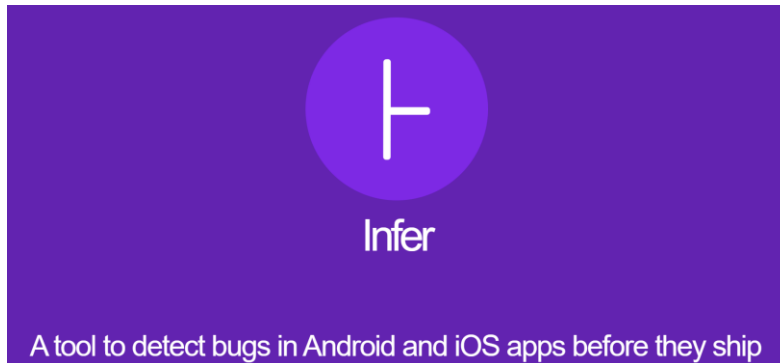 Infer
A tool to detect bugs in Android and iOS apps before they ship